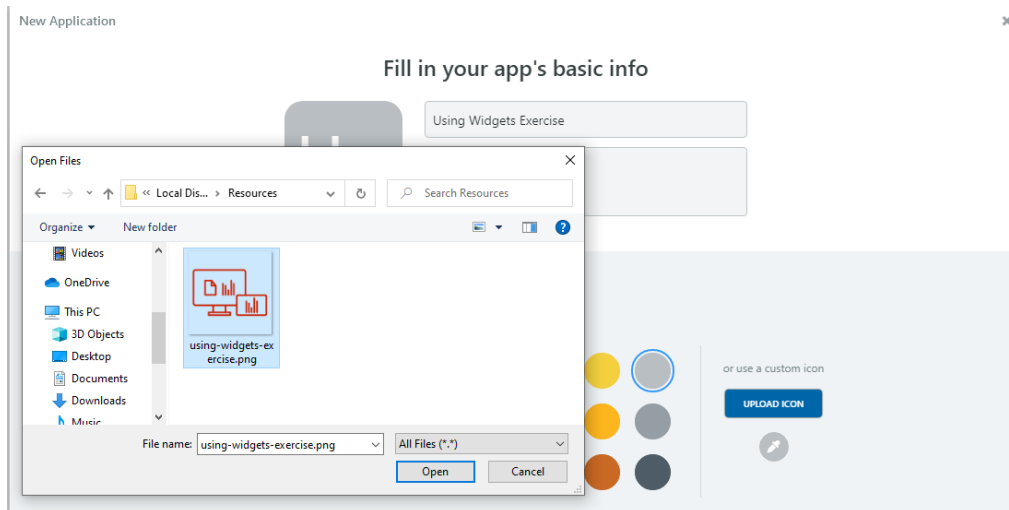 New Application
Fill in your app's basic info
Using Widgets Exercise
Open Files
« Local Dis... › Resources
Search Resources
Organize
New folder
Videos
OneDrive
This PC
3D Objects
Desktop
Documents
Downloads
Music
using-widgets-ex
ercise.png
File name:
using-widgets-exercise.png
All Files (*.*)
Open
Cancel
or use a custom icon
UPLOAD ICON